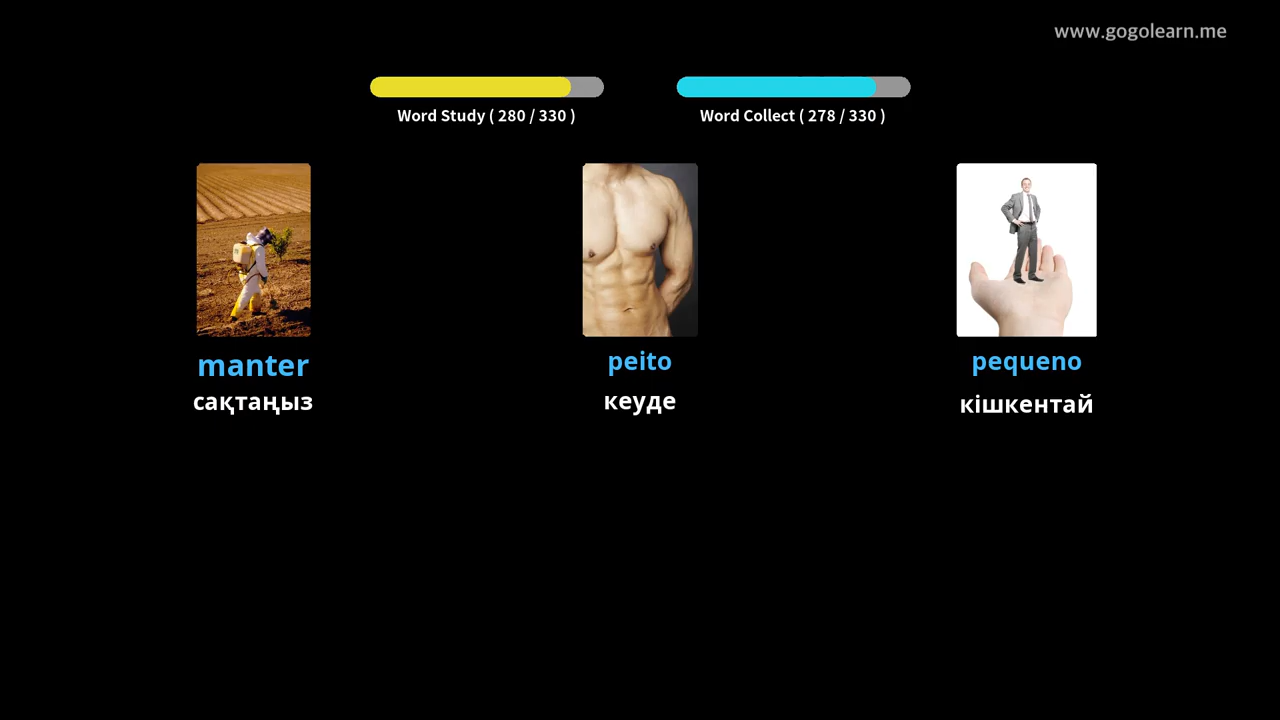 www.gogolearn.me
Word Study ( 280 / 330 )
Word Collect ( 278 / 330 )
manter
peito
pequeno
сақтаңыз
кеуде
кішкентай